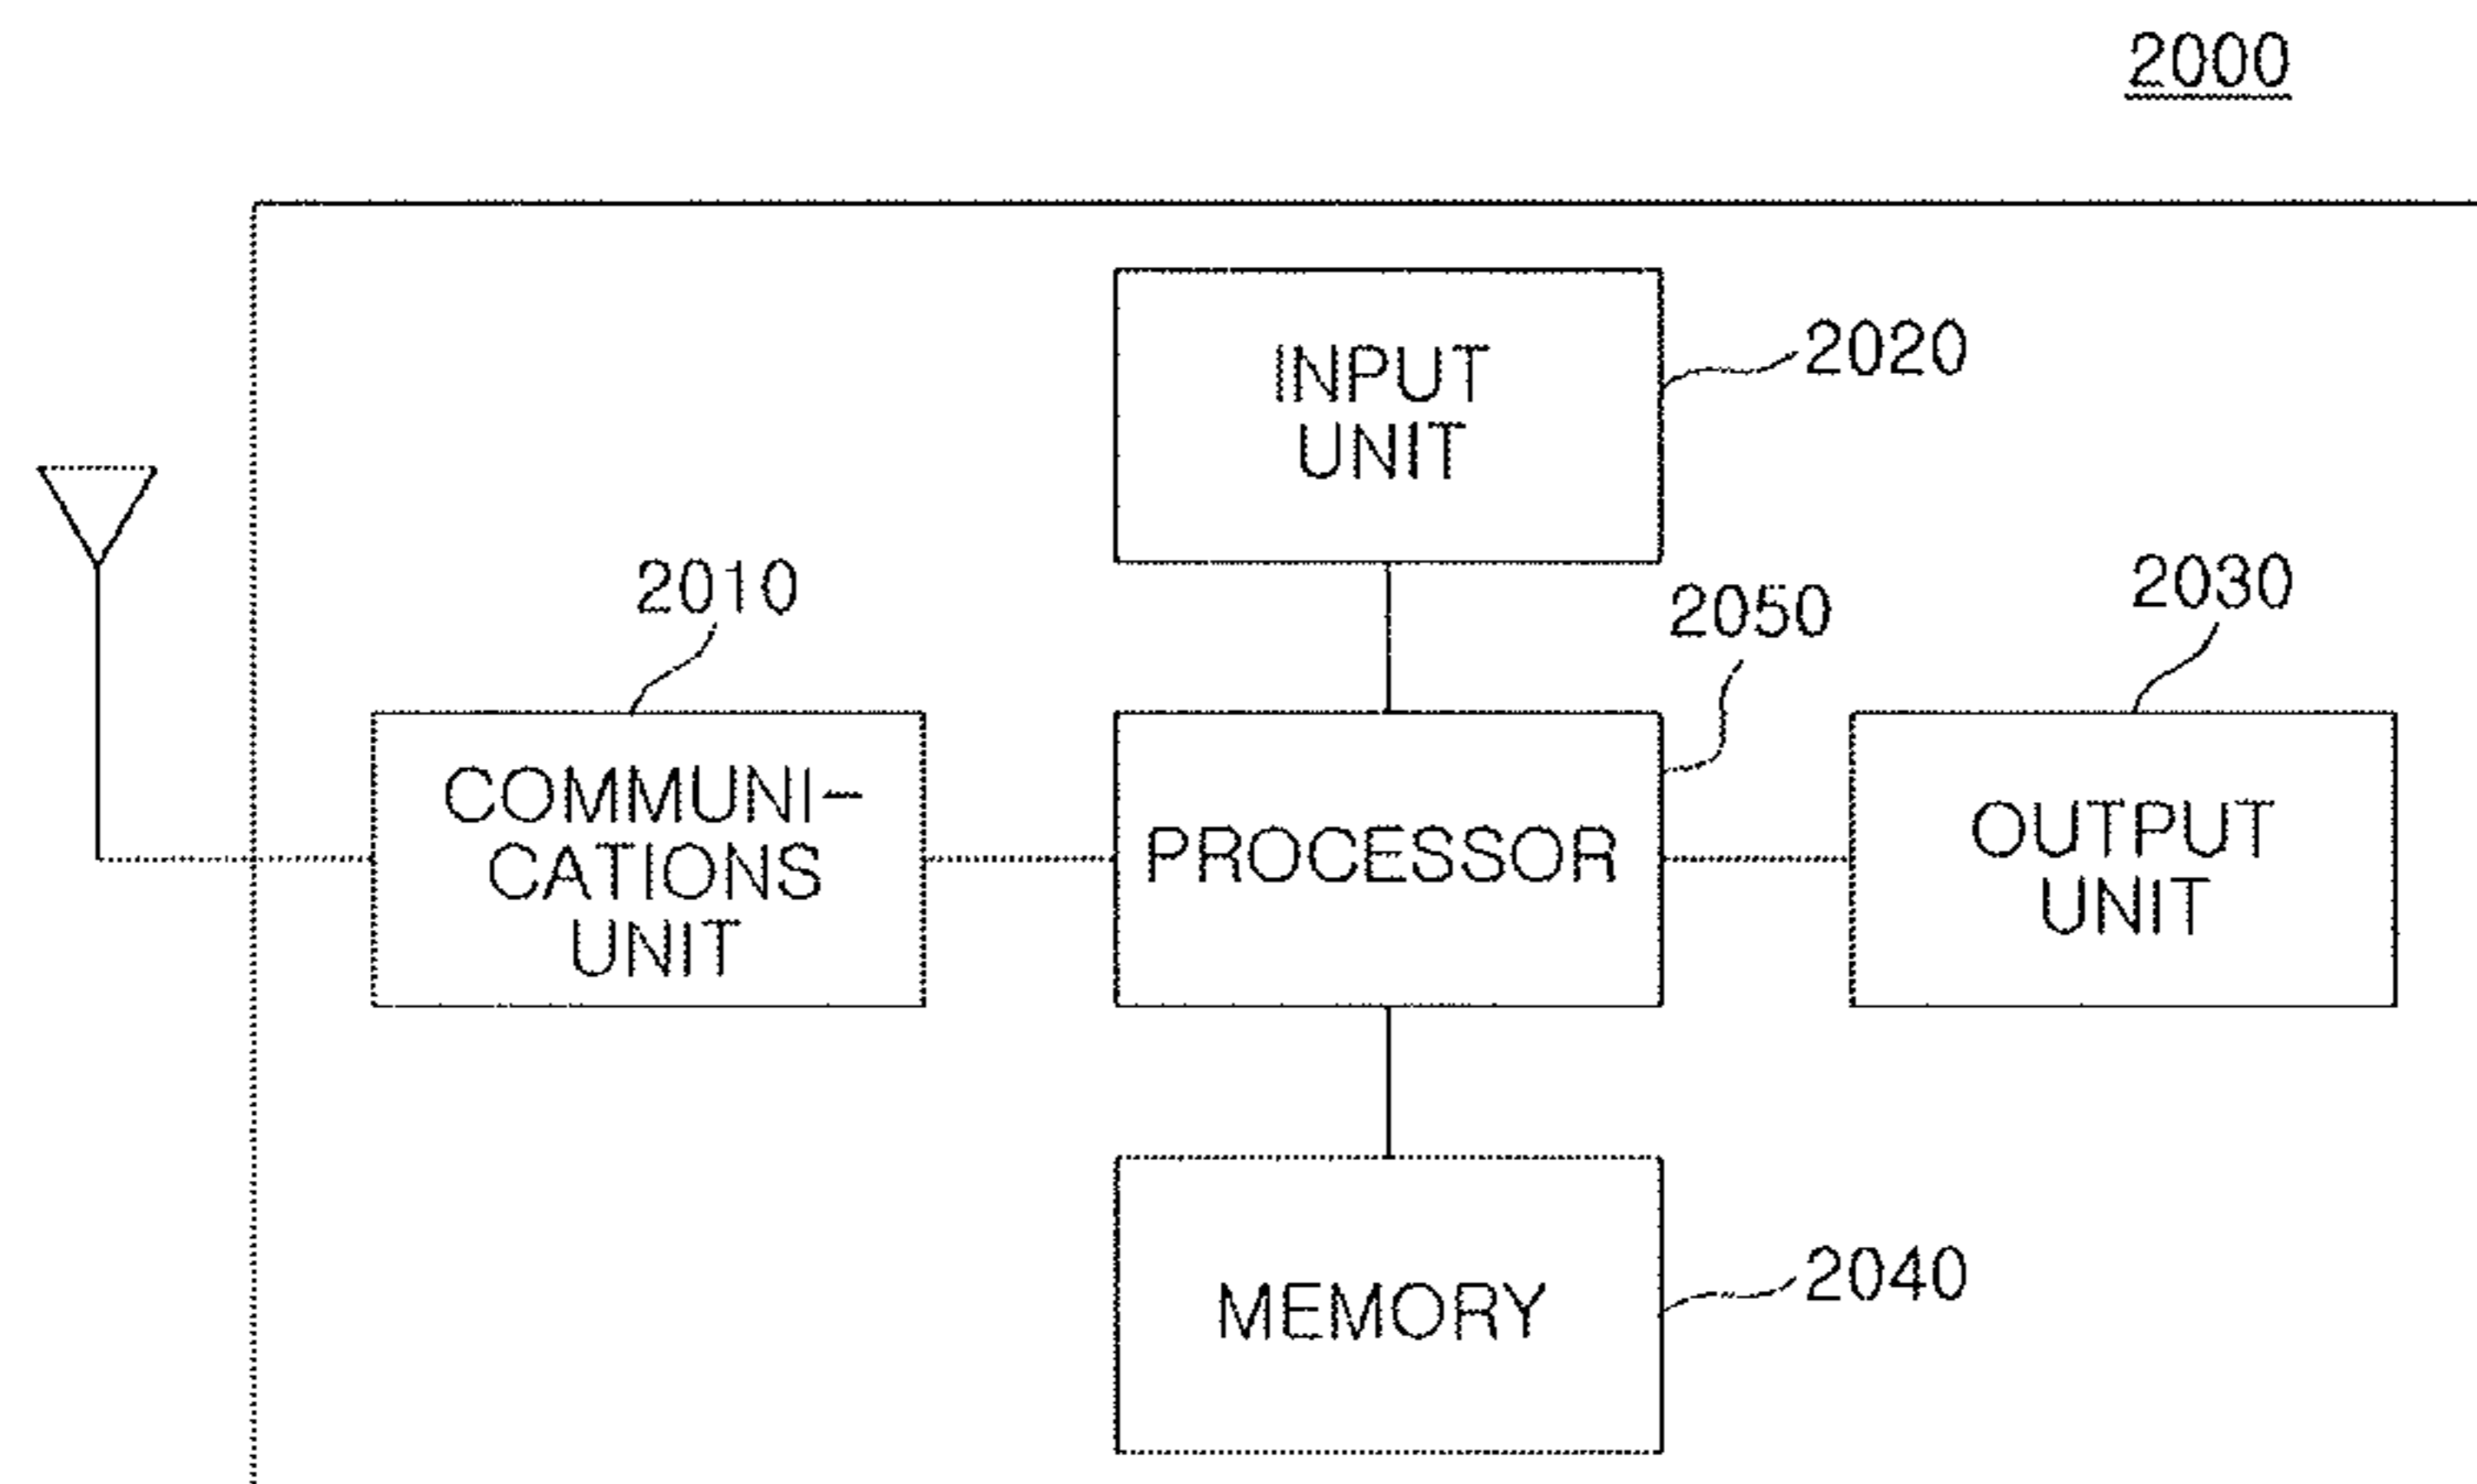 2000
INPUT
UNIT
2020
2010
2050
2030
COMMUNI-
CATIONS
UNIT
PROCESSOR
OUTPUT
UNIT
MEMORY
2040